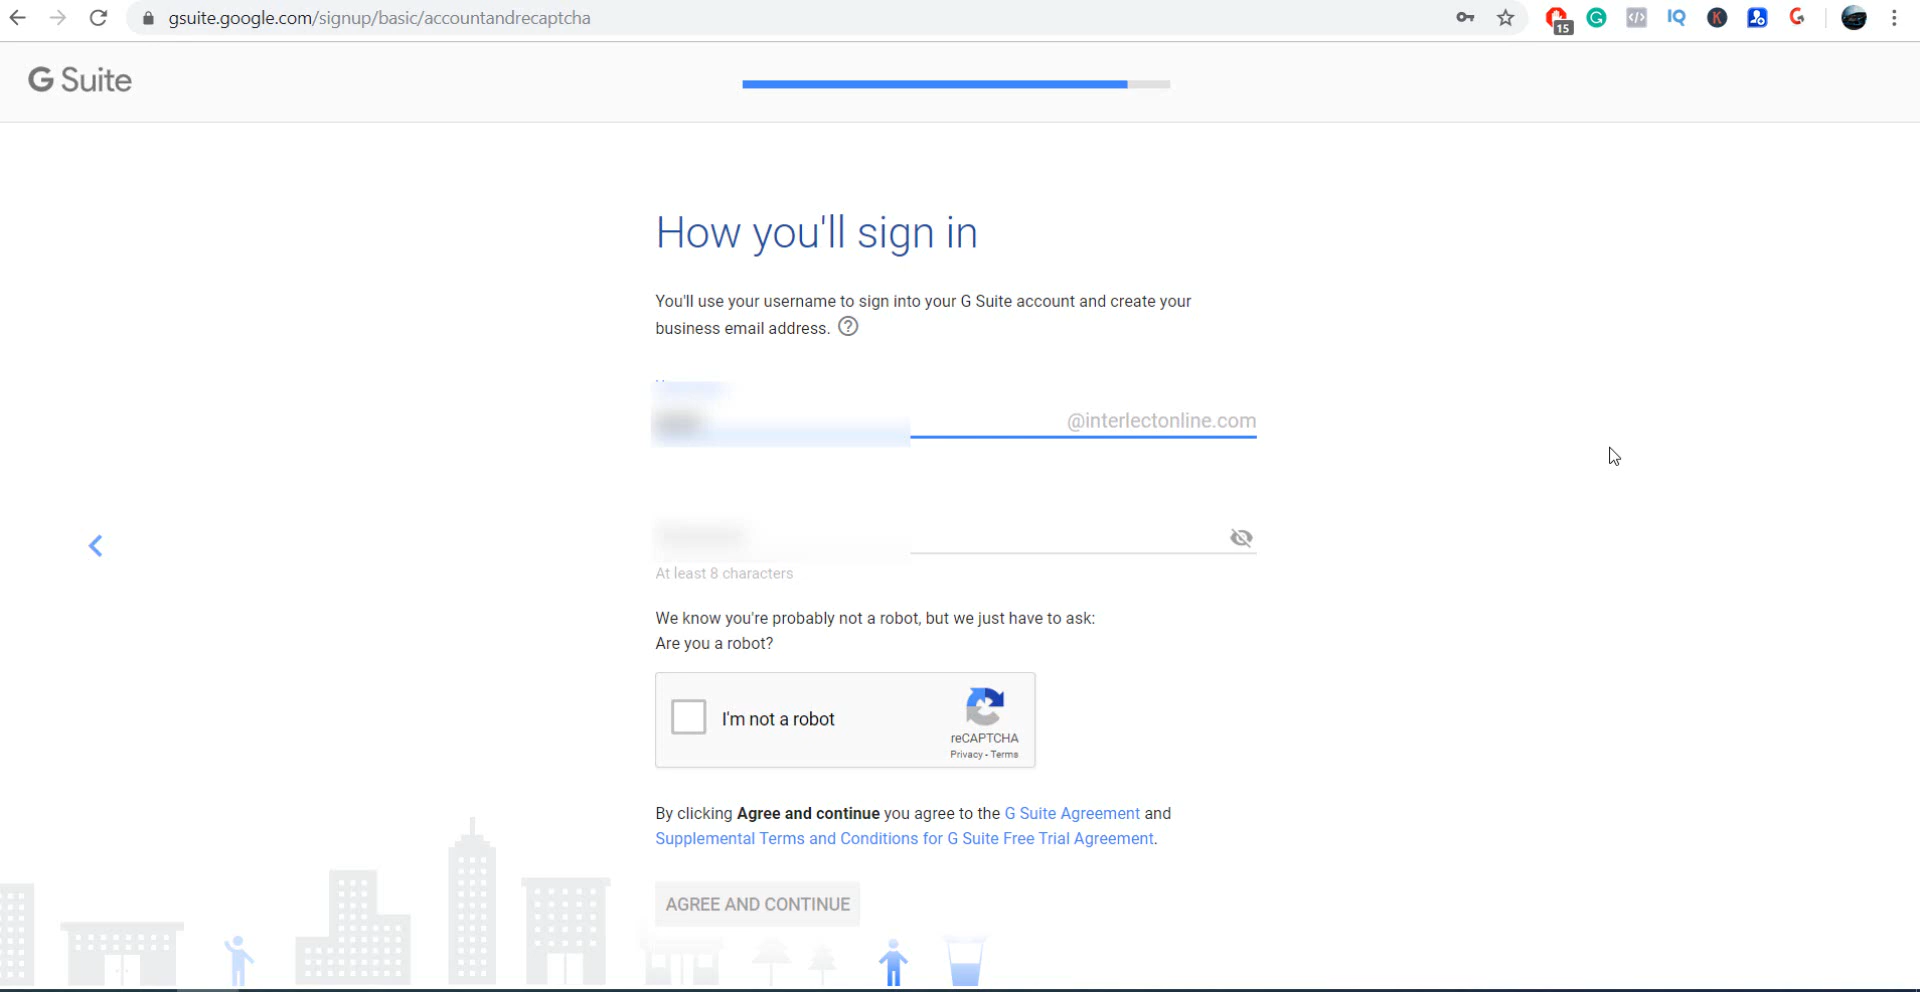 gsuite.google.com/signup/basic/accountandrecaptcha
15
IQ
K
G Suite
How you'll sign in
You'll use your username to sign into your G Suite account and create your
business email address. ?
@interlectonline.com
At least 8 characters
We know you're probably not a robot, but we just have to ask:
Are you a robot?
I'm not a robot
reCAPTCHA
Privacy - Terms
By clicking Agree and continue you agree to the G Suite Agreement and
Supplemental Terms and Conditions for G Suite Free Trial Agreement.
AGREE AND CONTINUE